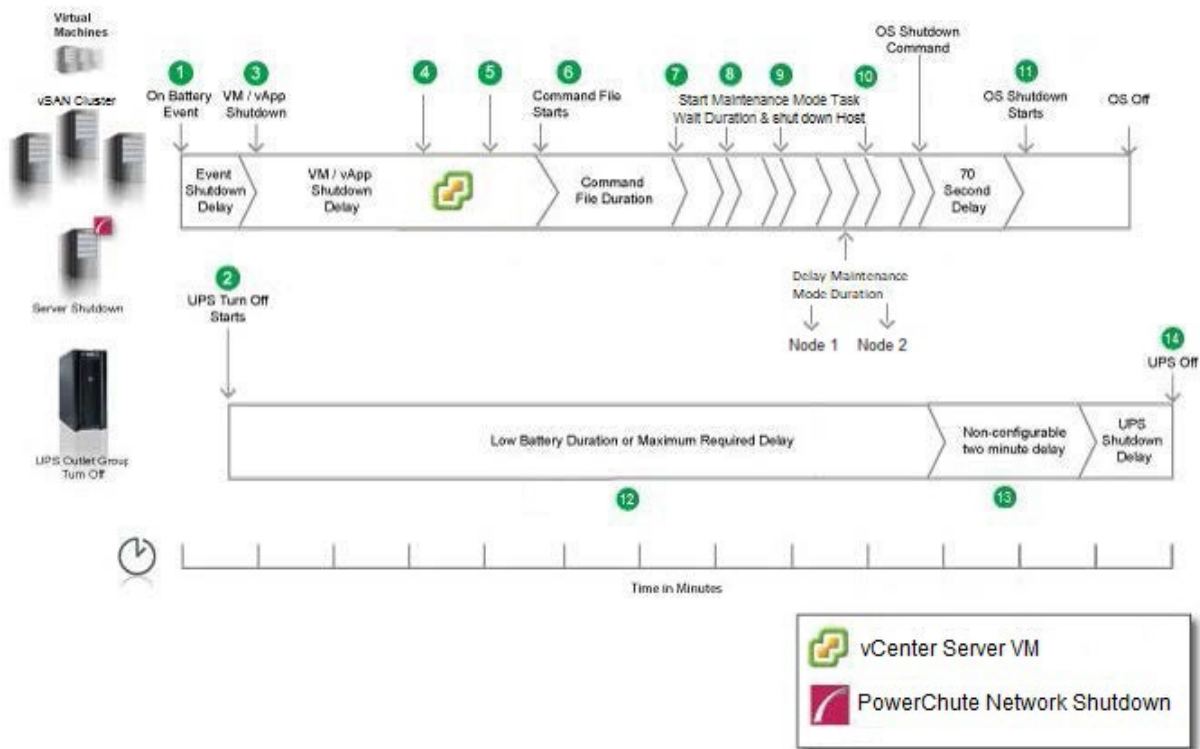 Virtual
Machines
vSAN Cluster
Server Shutdown
UPS Outlet Group
Turn Off
1
On Battery
Event
3
VM / vApp
Shutdown
4
5
6
Command File
Starts
7
8
9
10
Start Maintenance Mode Task
Wait Duration & shut down Host
OS Shutdown
Command
11
OS Shutdown
Starts
OS Off
Event
Shutdown
Delay
VM / vApp
Shutdown
Delay
Command
File Duration
70
Second
Delay
Delay Maintenance
Mode Duration
Node 1
Node 2
2
UPS Turn Off
Starts
14
UPS Off
Low Battery Duration or Maximum Required Delay
Non-configurable
two minute delay
UPS
Shutdown
Delay
12
13
Time in Minutes
vCenter Server VM
PowerChute Network Shutdown